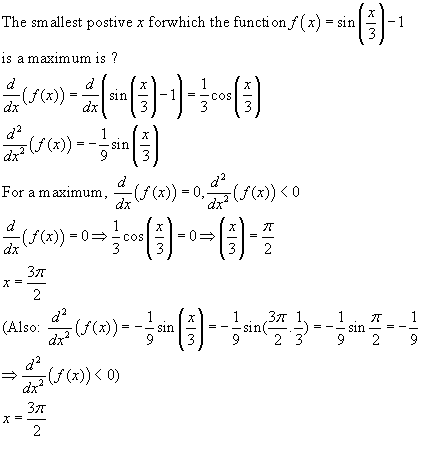 The smallest postive x forwhich the function f(x) = sin(x/3) − 1
is a maximum is ?
d/dx (f(x)) = d/dx (sin(x/3) − 1) = 1/3 cos(x/3)
d²/dx² (f(x)) = − 1/9 sin(x/3)
For a maximum, d/dx (f(x)) = 0, d²/dx² (f(x)) < 0
d/dx (f(x)) = 0 ⇒ 1/3 cos(x/3) = 0 ⇒ (x/3) = π/2
x = 3π/2
(Also: d²/dx² (f(x)) = − 1/9 sin(x/3) = − 1/9 sin(3π/2 . 1/3) = − 1/9 sin π/2 = − 1/9
⇒ d²/dx² (f(x)) < 0)
x = 3π/2